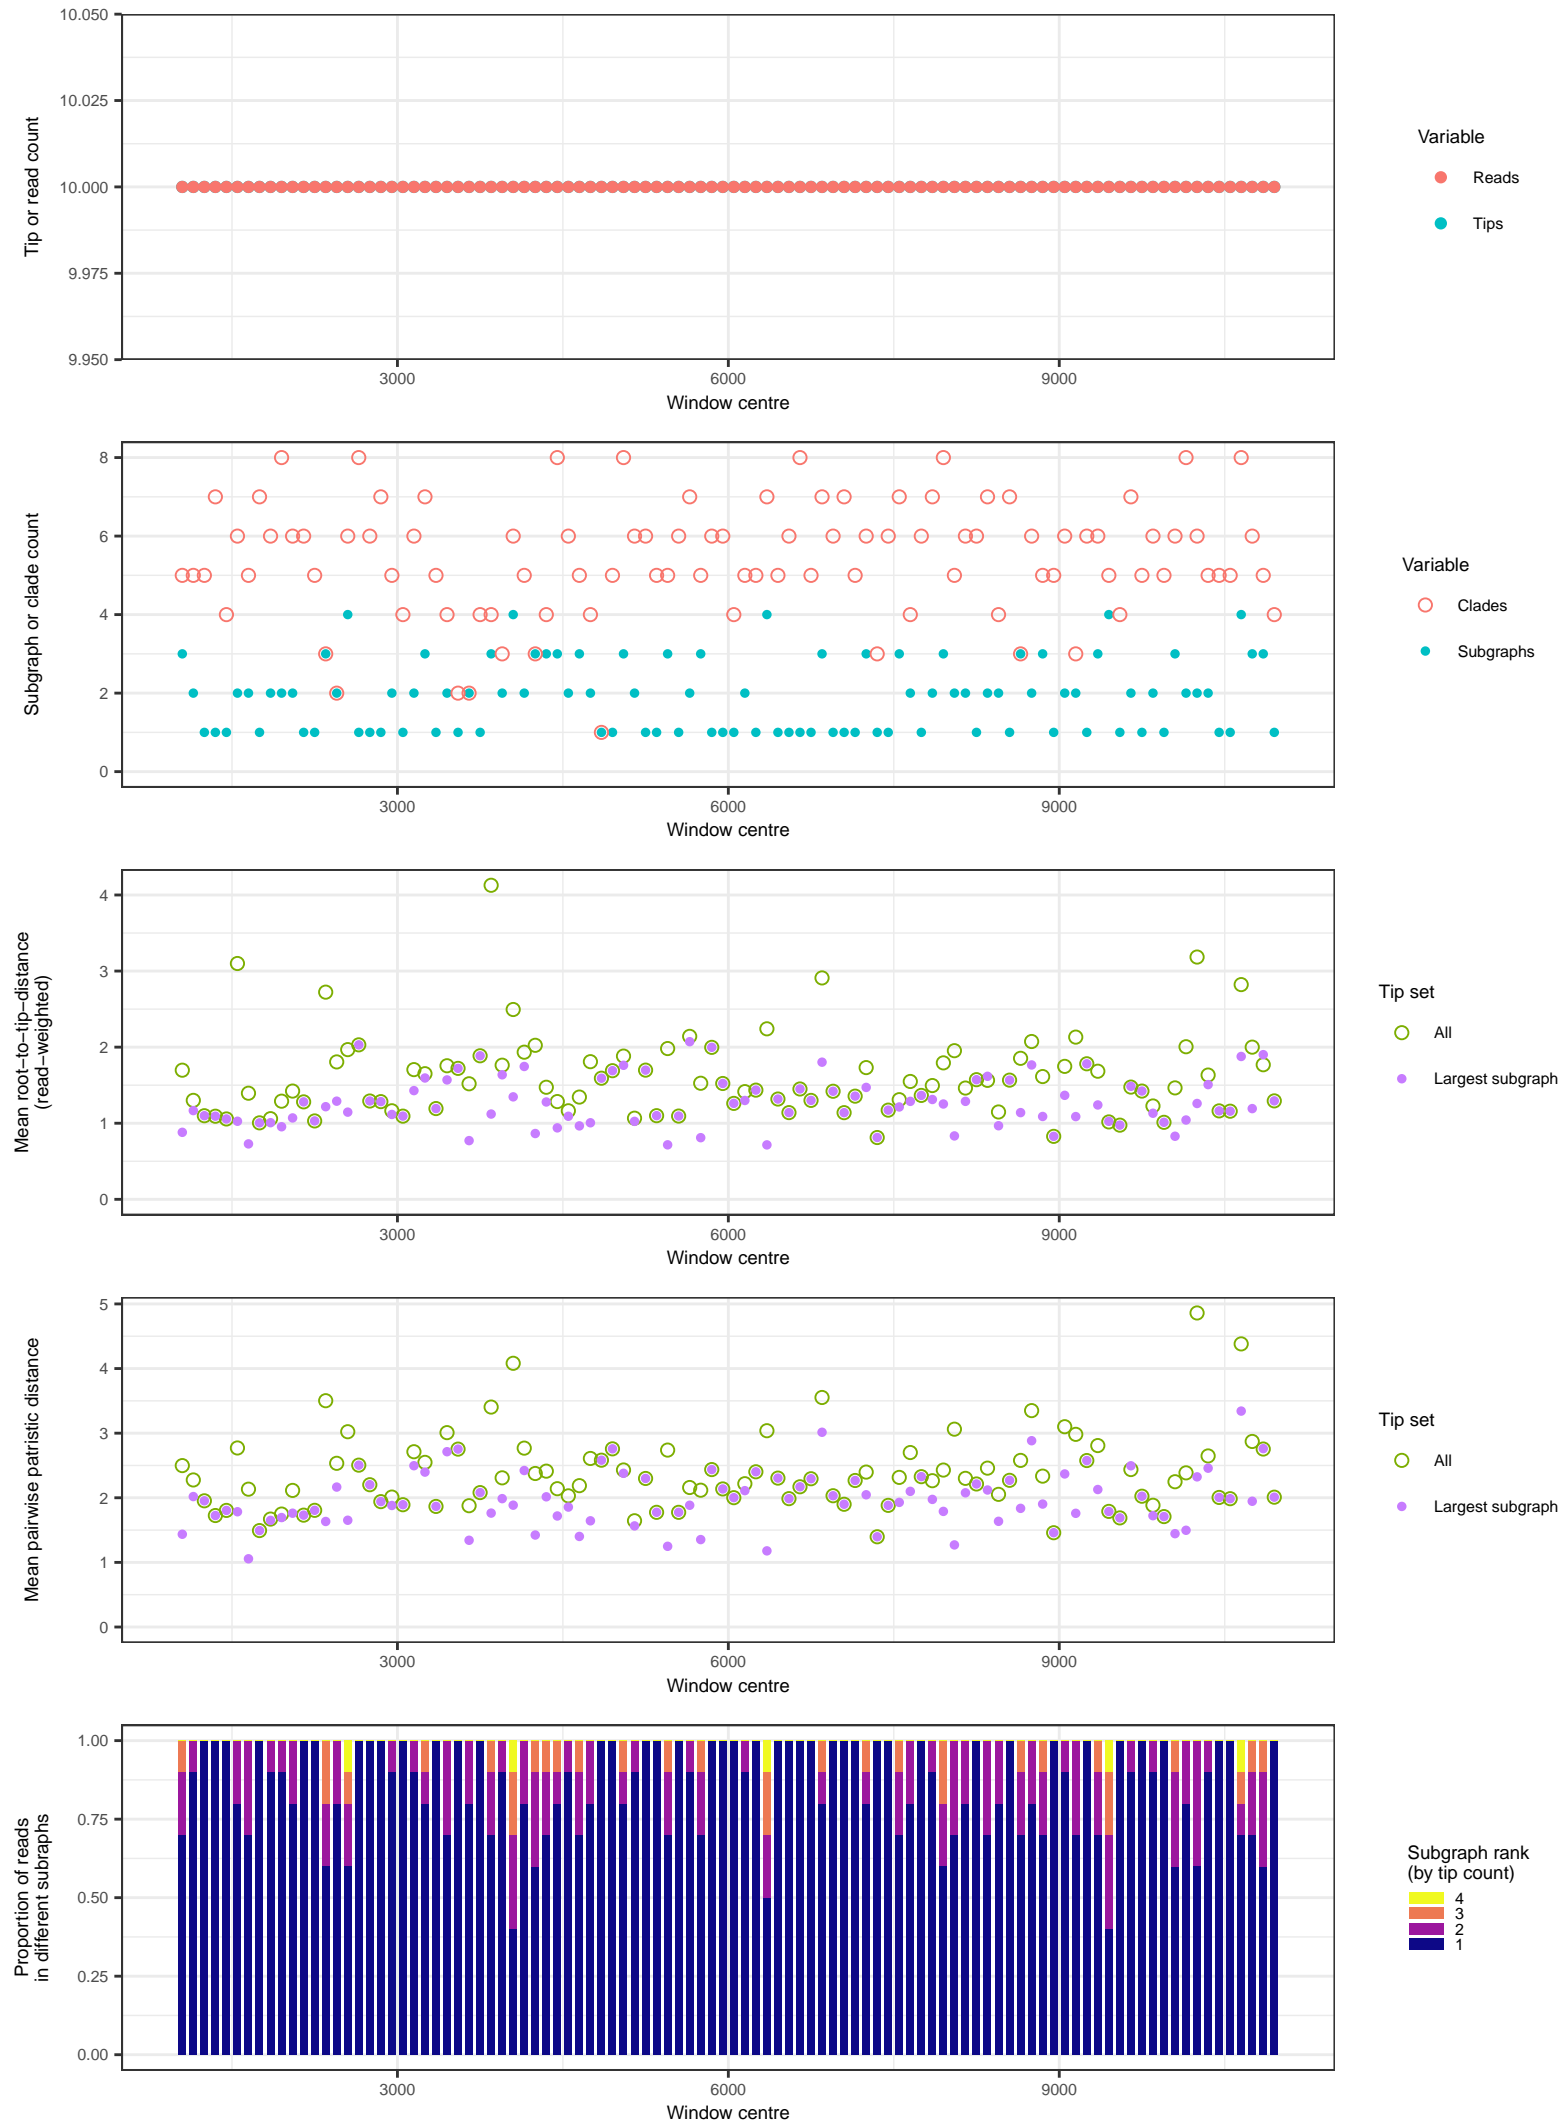 10.050
10.025
10.000
9.975
9.950
Tip or read count
3000 6000 9000
Window centre
Variable
Reads
Tips
8
6
4
2
0
Subgraph or clade count
3000 6000 9000
Window centre
Variable
Clades
Subgraphs
4
3
2
1
0
Mean root−to−tip−distance
(read−weighted)
3000 6000 9000
Window centre
Tip set
All
Largest subgraph
5
4
3
2
1
0
Mean pairwise patristic distance
3000 6000 9000
Window centre
Tip set
All
Largest subgraph
1.00
0.75
0.50
0.25
0.00
Proportion of reads
in different subraphs
3000 6000 9000
Window centre
Subgraph rank
(by tip count)
4
3
2
1